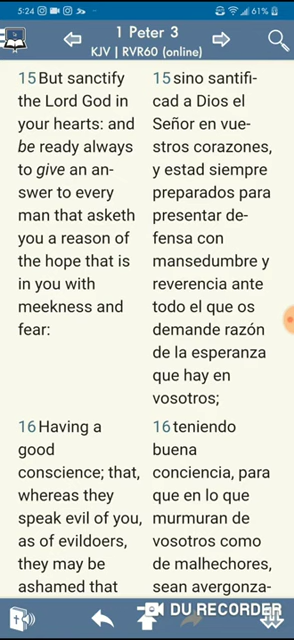 5:24
61%
1 Peter 3
KJV | RVR60 (online)
15 But sanctify
the Lord God in
your hearts: and
be ready always
to give an an-
swer to every
man that asketh
you a reason of
the hope that is
in you with
meekness and
fear:
15 sino santifi-
cad a Dios el
Señor en vue-
stros corazones,
y estad siempre
preparados para
presentar de-
fensa con
mansedumbre y
reverencia ante
todo el que os
demande razón
de la esperanza
que hay en
vosotros;
16 Having a
good
conscience; that,
whereas they
speak evil of you,
as of evildoers,
they may be
ashamed that
16 teniendo
buena
conciencia, para
que en lo que
murmuran de
vosotros como
de malhechores,
sean avergonza-
DU RECORDER